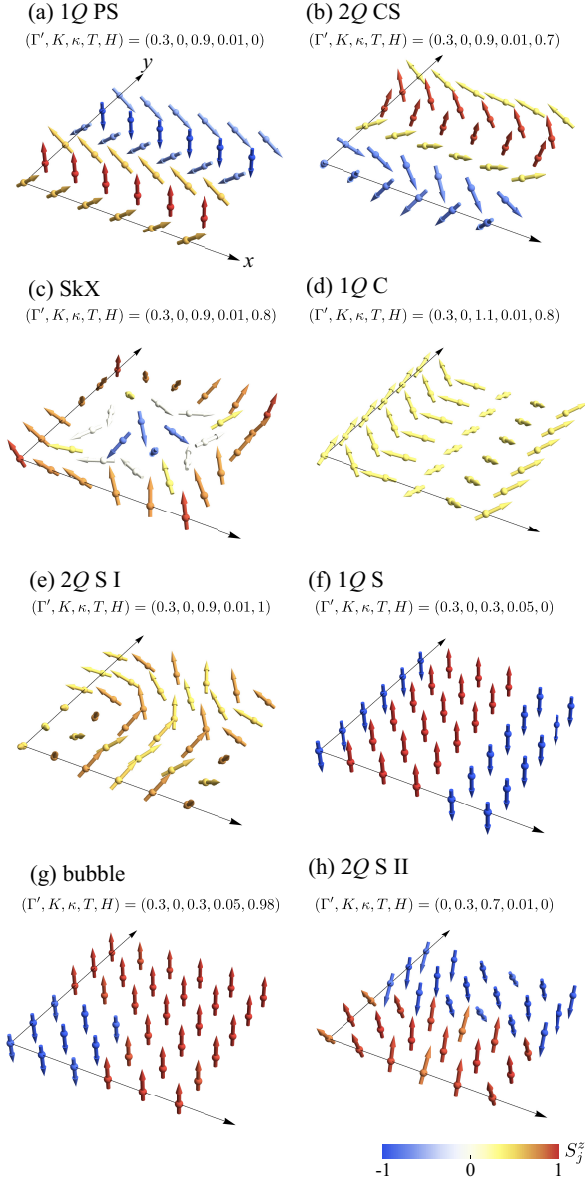 (a) 1Q PS
(Γ′, K, κ, T, H) = (0.3, 0, 0.9, 0.01, 0)
y
x
(b) 2Q CS
(Γ′, K, κ, T, H) = (0.3, 0, 0.9, 0.01, 0.7)
(c) SkX
(Γ′, K, κ, T, H) = (0.3, 0, 0.9, 0.01, 0.8)
(d) 1Q C
(Γ′, K, κ, T, H) = (0.3, 0, 1.1, 0.01, 0.8)
(e) 2Q S I
(Γ′, K, κ, T, H) = (0.3, 0, 0.9, 0.01, 1)
(f) 1Q S
(Γ′, K, κ, T, H) = (0.3, 0, 0.3, 0.05, 0)
(g) bubble
(Γ′, K, κ, T, H) = (0.3, 0, 0.3, 0.05, 0.98)
(h) 2Q S II
(Γ′, K, κ, T, H) = (0, 0.3, 0.7, 0.01, 0)
S_j^z
-1 0 1